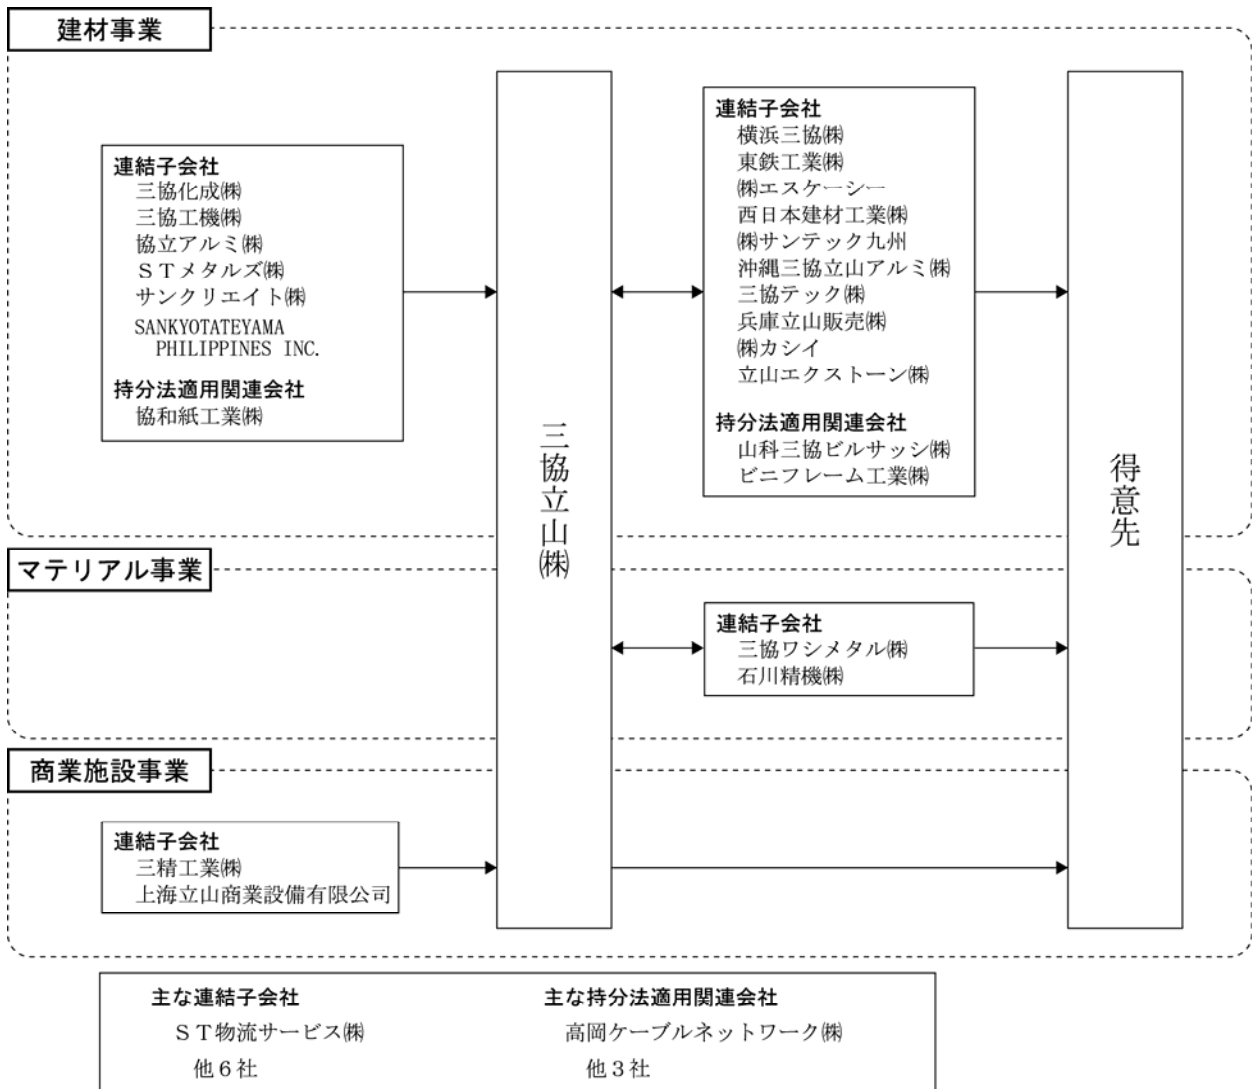 建材事業
連結子会社
三協化成㈱
三協工機㈱
協立アルミ㈱
ＳＴメタルズ㈱
サンクリエイト㈱
SANKYOTATEYAMA
PHILIPPINES INC.
持分法適用関連会社
協和紙工業㈱
三協立山㈱
連結子会社
横浜三協㈱
東鉄工業㈱
㈱エスケーシー
西日本建材工業㈱
㈱サンテック九州
沖縄三協立山アルミ㈱
三協テック㈱
兵庫立山販売㈱
㈱カシイ
立山エクストーン㈱
持分法適用関連会社
山科三協ビルサッシ㈱
ビニフレーム工業㈱
得意先
マテリアル事業
連結子会社
三協ワシメタル㈱
石川精機㈱
商業施設事業
連結子会社
三精工業㈱
上海立山商業設備有限公司
主な連結子会社
ＳＴ物流サービス㈱
他６社
主な持分法適用関連会社
高岡ケーブルネットワーク㈱
他３社